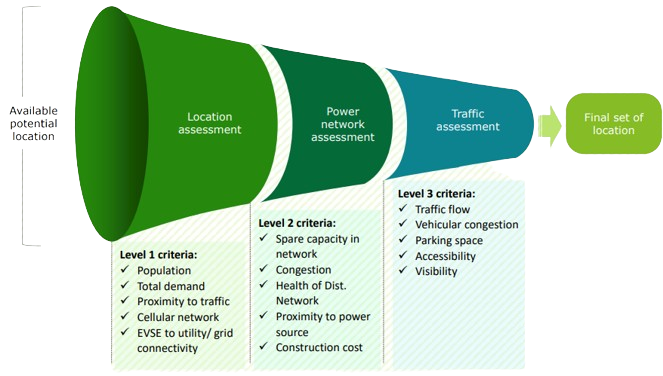 Available
potential
location
Location
assessment
Power
network
assessment
Traffic
assessment
Final set of
location
Level 1 criteria:
✓ Population
✓ Total demand
✓ Proximity to traffic
✓ Cellular network
✓ EVSE to utility/ grid
connectivity
Level 2 criteria:
✓ Spare capacity in
network
✓ Congestion
✓ Health of Dist.
Network
✓ Proximity to power
source
✓ Construction cost
Level 3 criteria:
✓ Traffic flow
✓ Vehicular congestion
✓ Parking space
✓ Accessibility
✓ Visibility